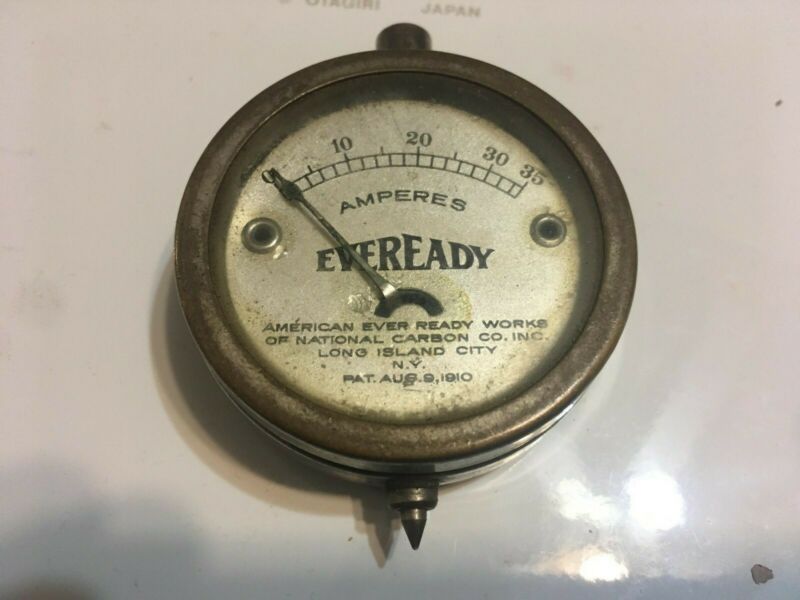 OTAGIRI JAPAN
0 10 20 30 35
AMPERES
EVEREADY
AMERICAN EVER READY WORKS
OF NATIONAL CARBON CO. INC.
LONG ISLAND CITY
N.Y.
PAT. AUG. 9, 1910